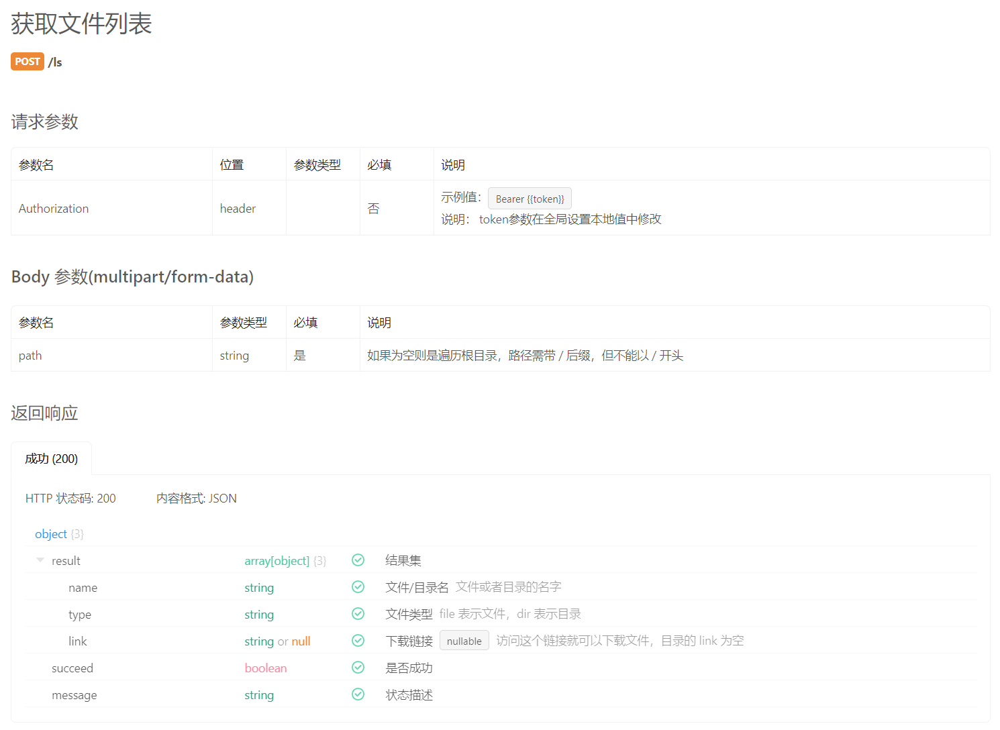 获取文件列表
POST /ls
请求参数
参数名 位置 参数类型 必填 说明
Authorization header 否 示例值： Bearer {{token}}
说明： token参数在全局设置本地值中修改
Body 参数(multipart/form-data)
参数名 参数类型 必填 说明
path string 是 如果为空则是遍历根目录，路径需带 / 后缀，但不能以 / 开头
返回响应
成功 (200)
HTTP 状态码: 200 内容格式: JSON
object {3}
result array[object] {3} 结果集
name string 文件/目录名 文件或者目录的名字
type string 文件类型 file 表示文件，dir 表示目录
link string or null 下载链接 nullable 访问这个链接就可以下载文件，目录的 link 为空
succeed boolean 是否成功
message string 状态描述